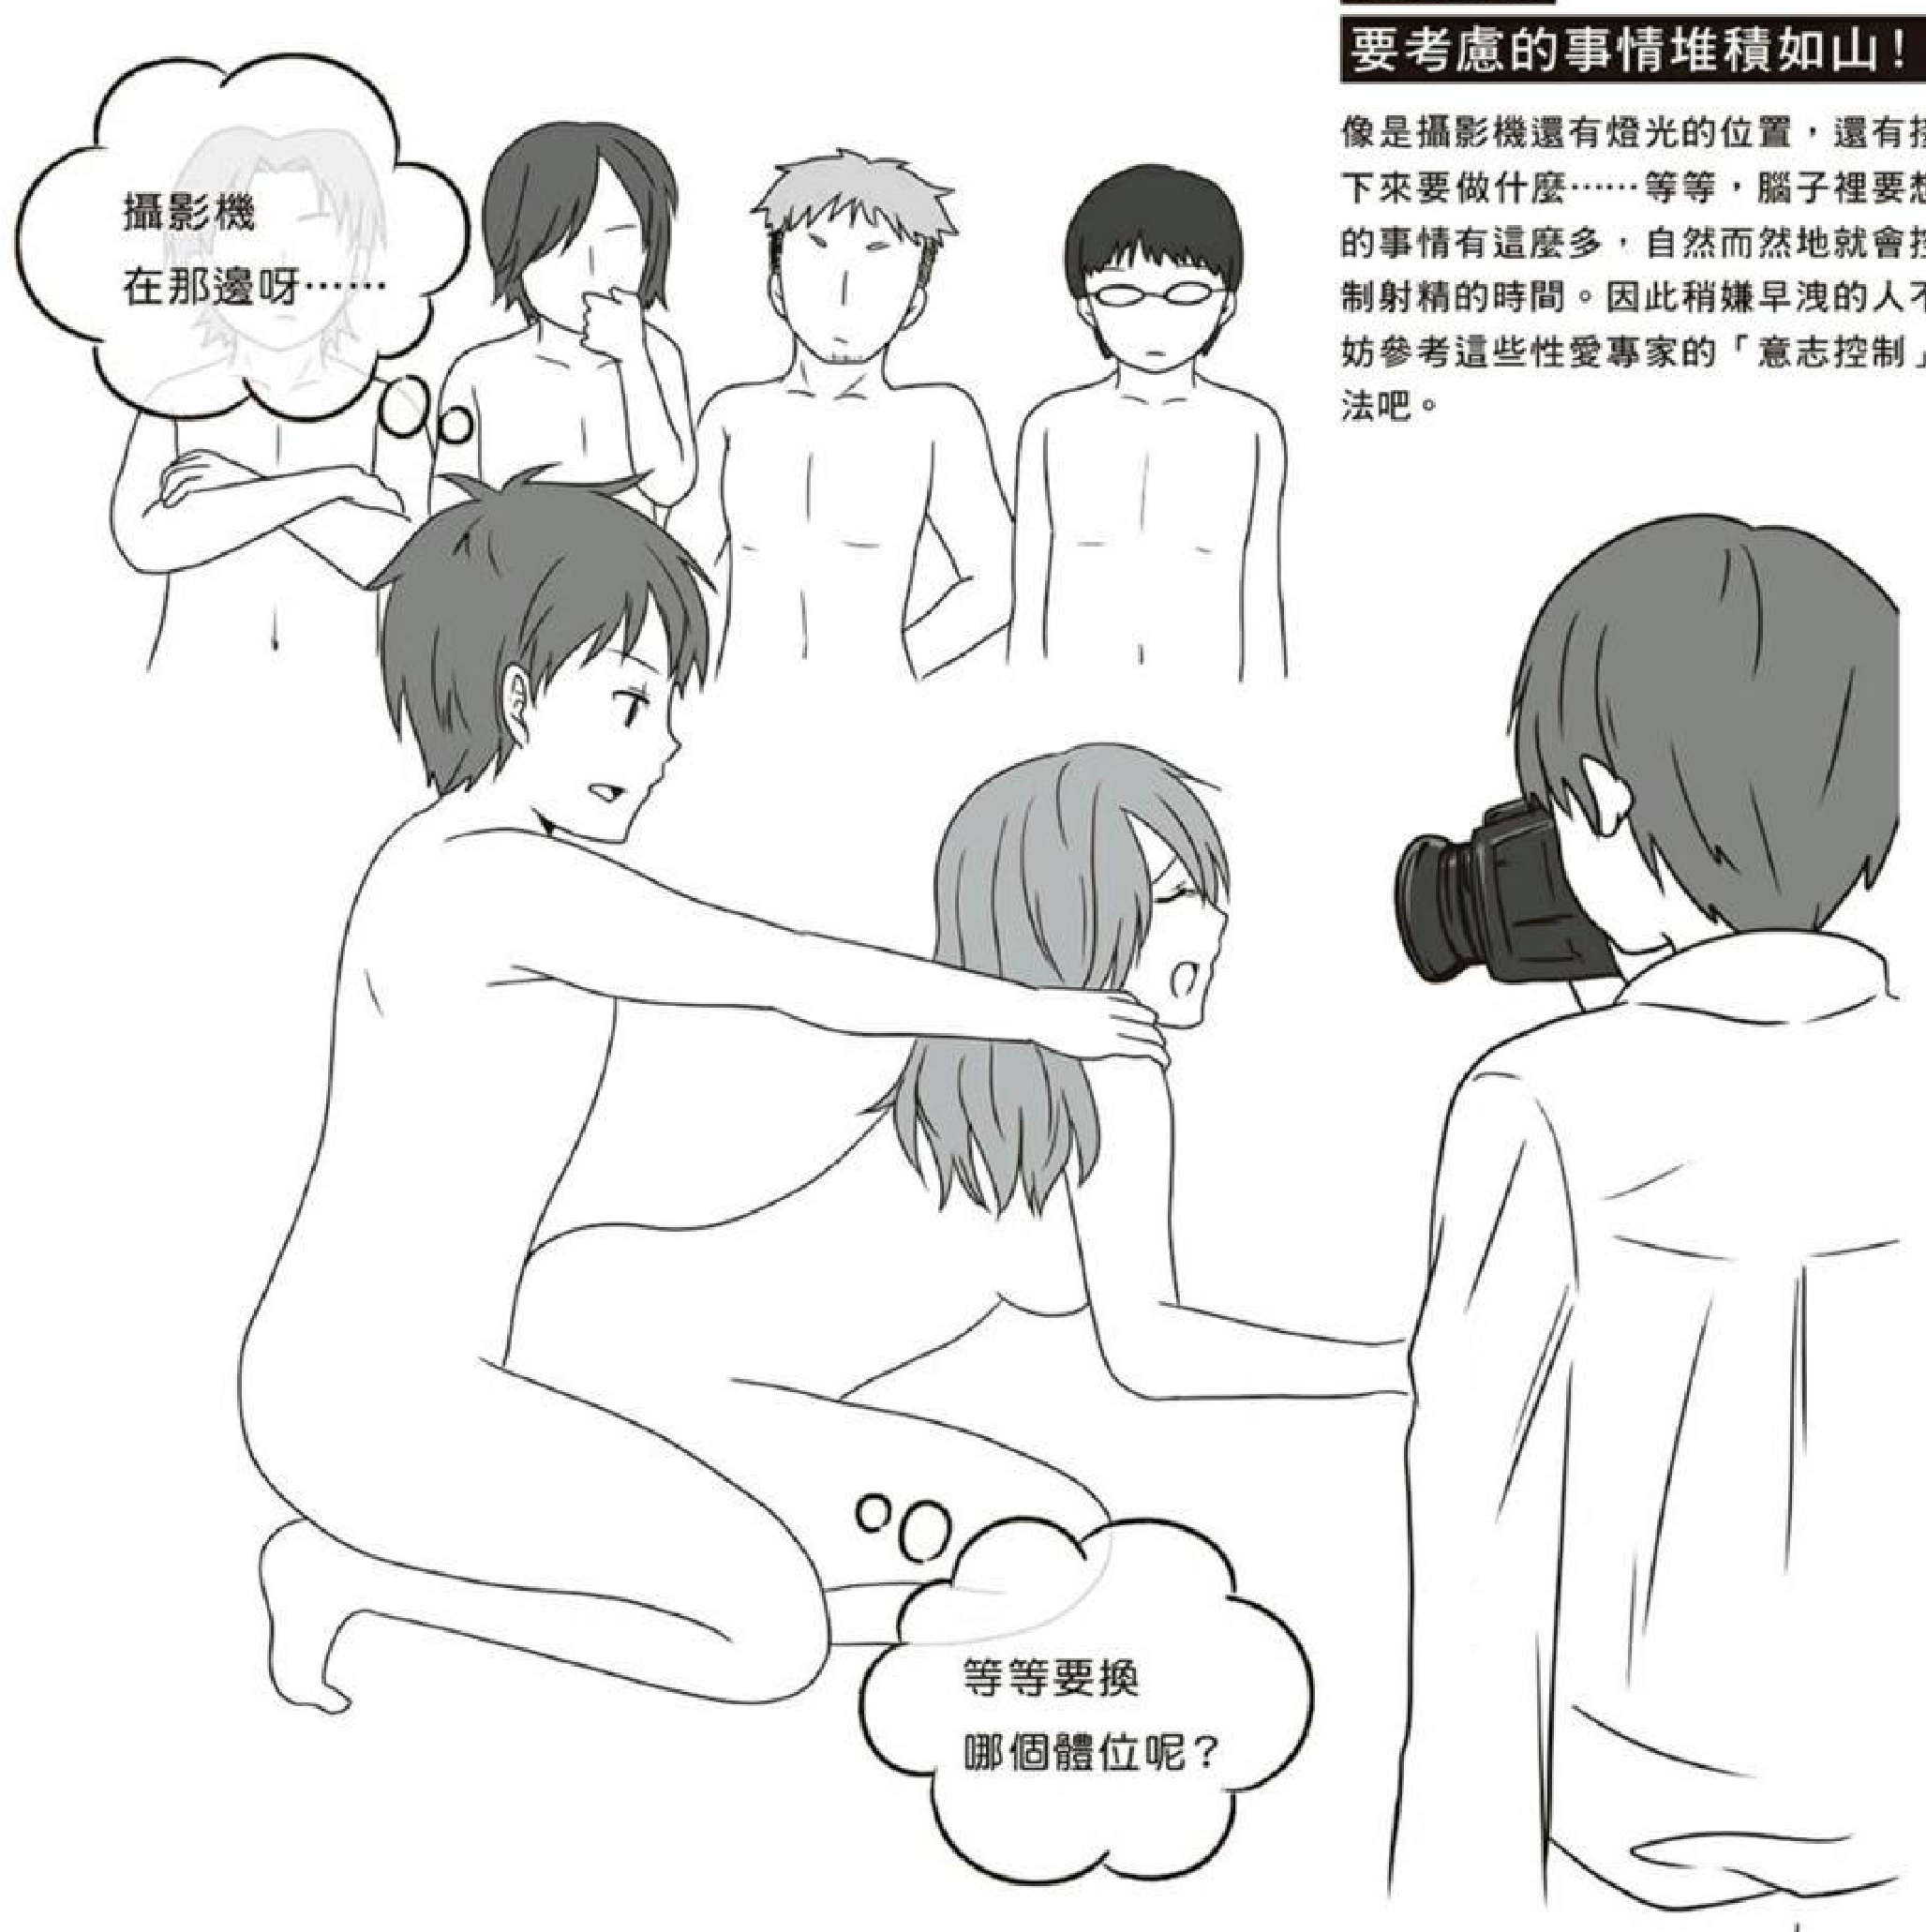 要考慮的事情堆積如山！
像是攝影機還有燈光的位置，還有接
下來要做什麼……等等，腦子裡要想
的事情有這麼多，自然而然地就會控
制射精的時間。因此稍嫌早洩的人不
妨參考這些性愛專家的「意志控制」
法吧。
攝影機
在那邊呀……
等等要換
哪個體位呢？